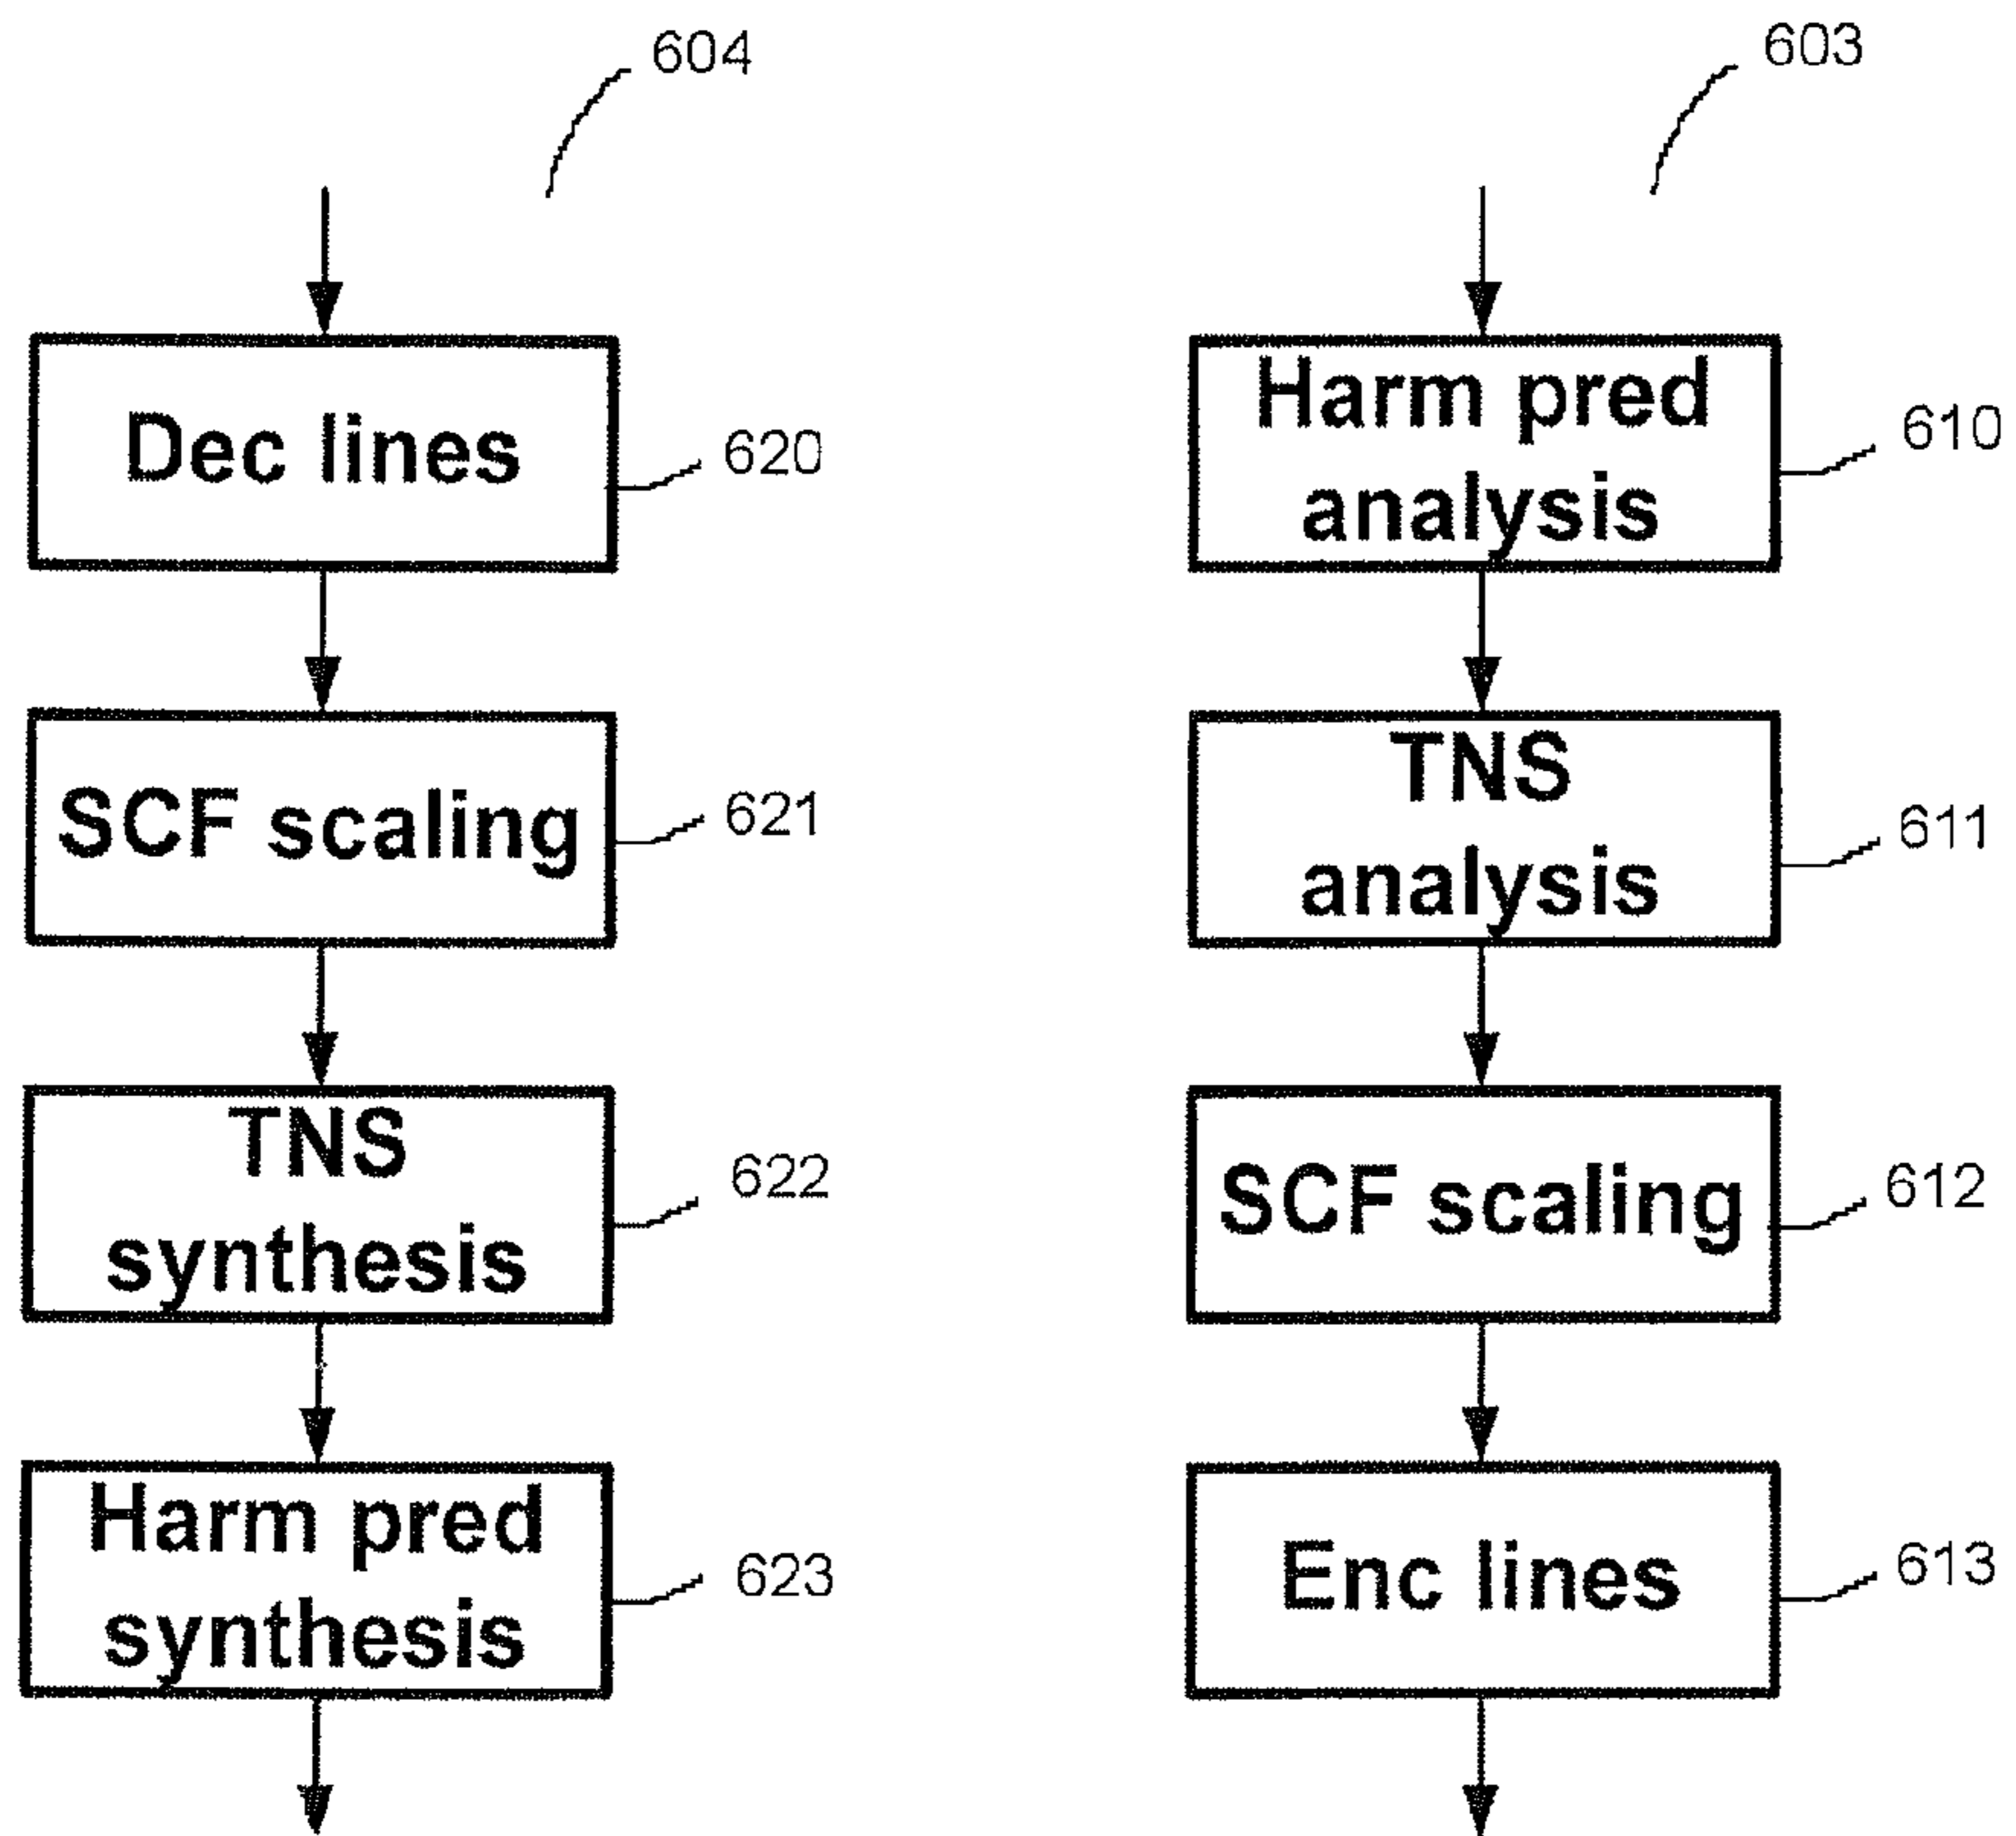 604
Dec lines
620
SCF scaling
621
TNS
synthesis
622
Harm pred
synthesis
623
603
Harm pred
analysis
610
TNS
analysis
611
SCF scaling
612
Enc lines
613